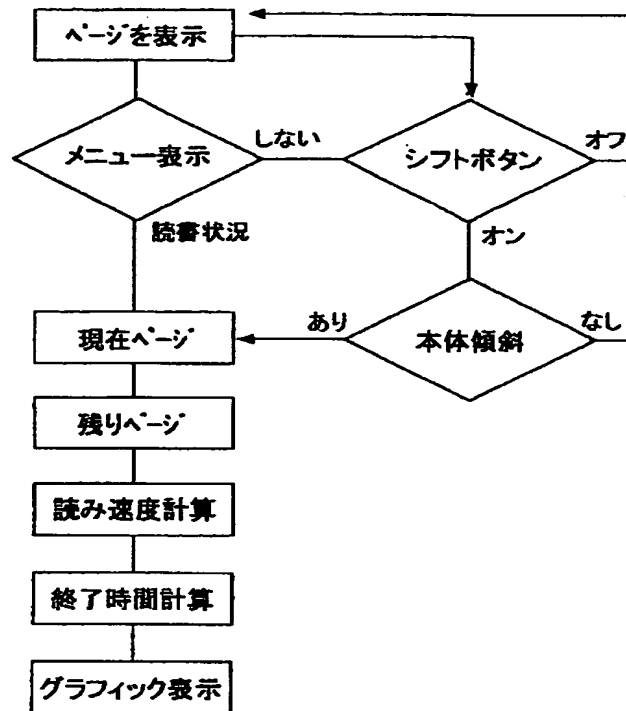 ページを表示
メニュー表示
しない
シフトボタン
オフ
読書状況
オン
現在ページ
あり
本体傾斜
なし
残りページ
読み速度計算
終了時間計算
グラフィック表示